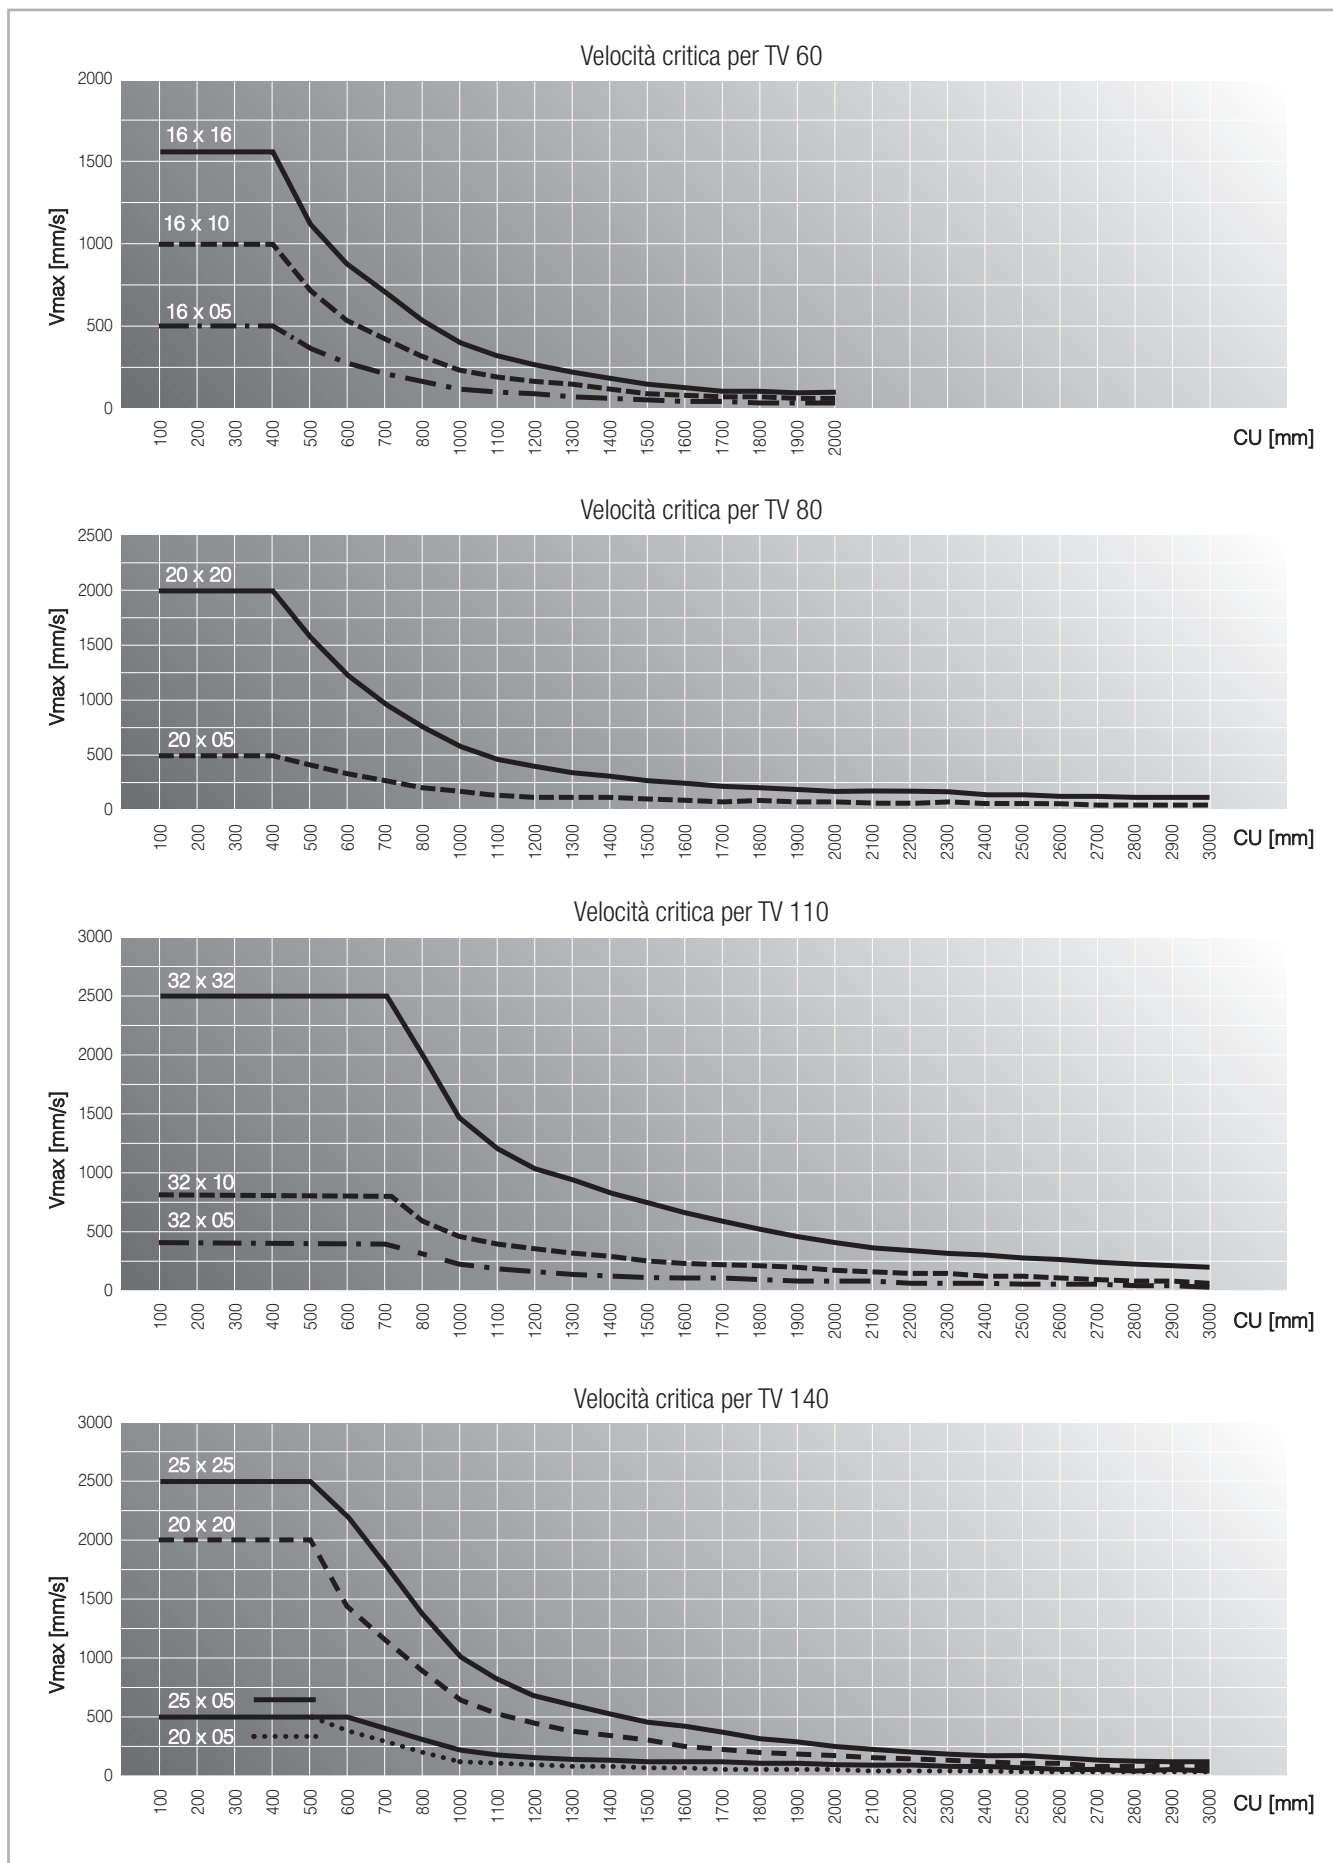 Velocità critica per TV 60
2000
1500
1000
500
0
Vmax [mm/s]
16 x 16
16 x 10
16 x 05
100 200 300 400 500 600 700 800 1000 1100 1200 1300 1400 1500 1600 1700 1800 1900 2000
CU [mm]
Velocità critica per TV 80
2500
2000
1500
1000
500
0
Vmax [mm/s]
20 x 20
20 x 05
100 200 300 400 500 600 700 800 1000 1100 1200 1300 1400 1500 1600 1700 1800 1900 2000 2100 2200 2300 2400 2500 2600 2700 2800 2900 3000
CU [mm]
Velocità critica per TV 110
3000
2500
2000
1500
1000
500
0
Vmax [mm/s]
32 x 32
32 x 10
32 x 05
100 200 300 400 500 600 700 800 1000 1100 1200 1300 1400 1500 1600 1700 1800 1900 2000 2100 2200 2300 2400 2500 2600 2700 2800 2900 3000
CU [mm]
Velocità critica per TV 140
3000
2500
2000
1500
1000
500
0
Vmax [mm/s]
25 x 25
20 x 20
25 x 05
20 x 05
100 200 300 400 500 600 700 800 1000 1100 1200 1300 1400 1500 1600 1700 1800 1900 2000 2100 2200 2300 2400 2500 2600 2700 2800 2900 3000
CU [mm]